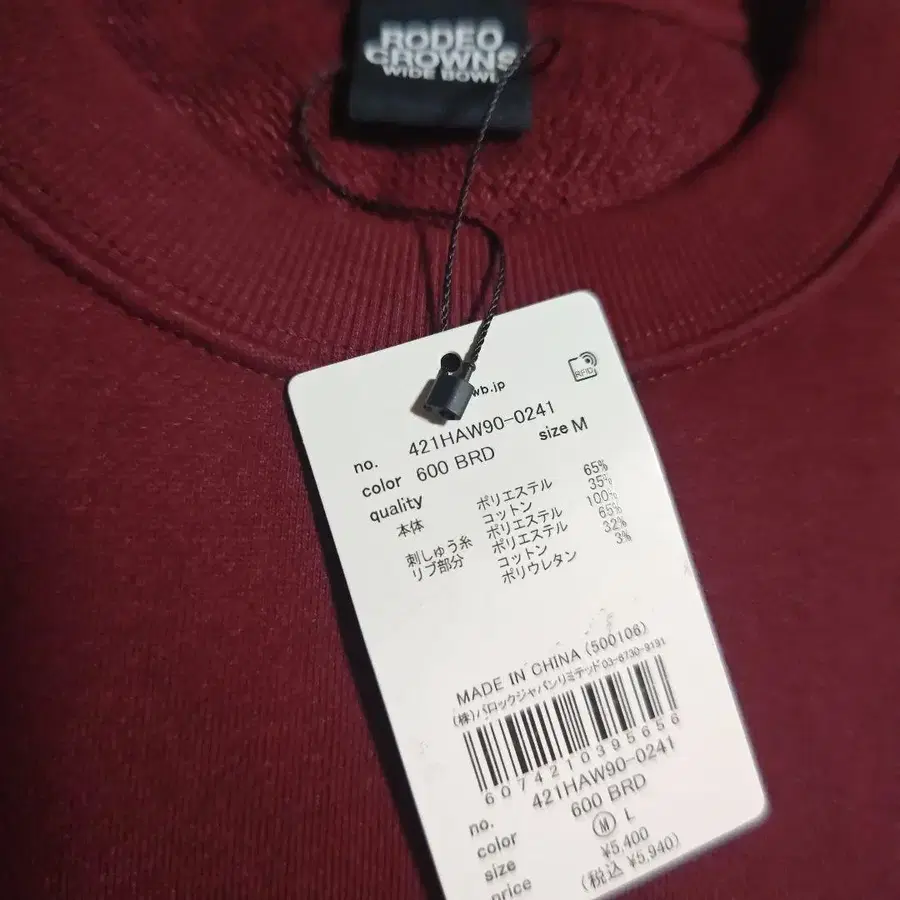 RODEO
CROWNS
WIDE BOWL
wb.jp
RFID
no. 421HAW90-0241
color 600 BRD size M
quality
本体 ポリエステル 65%
コットン 35%
刺しゅう糸 ポリエステル 100%
リブ部分 ポリエステル 65%
コットン 32%
ポリウレタン 3%
MADE IN CHINA (500106)
(株)バロックジャパンリミテッド03-6730-9191
6074210395656
no. 421HAW90-0241
color 600 BRD
size Ⓜ L
price ¥5,400
(税込 ¥5,940)